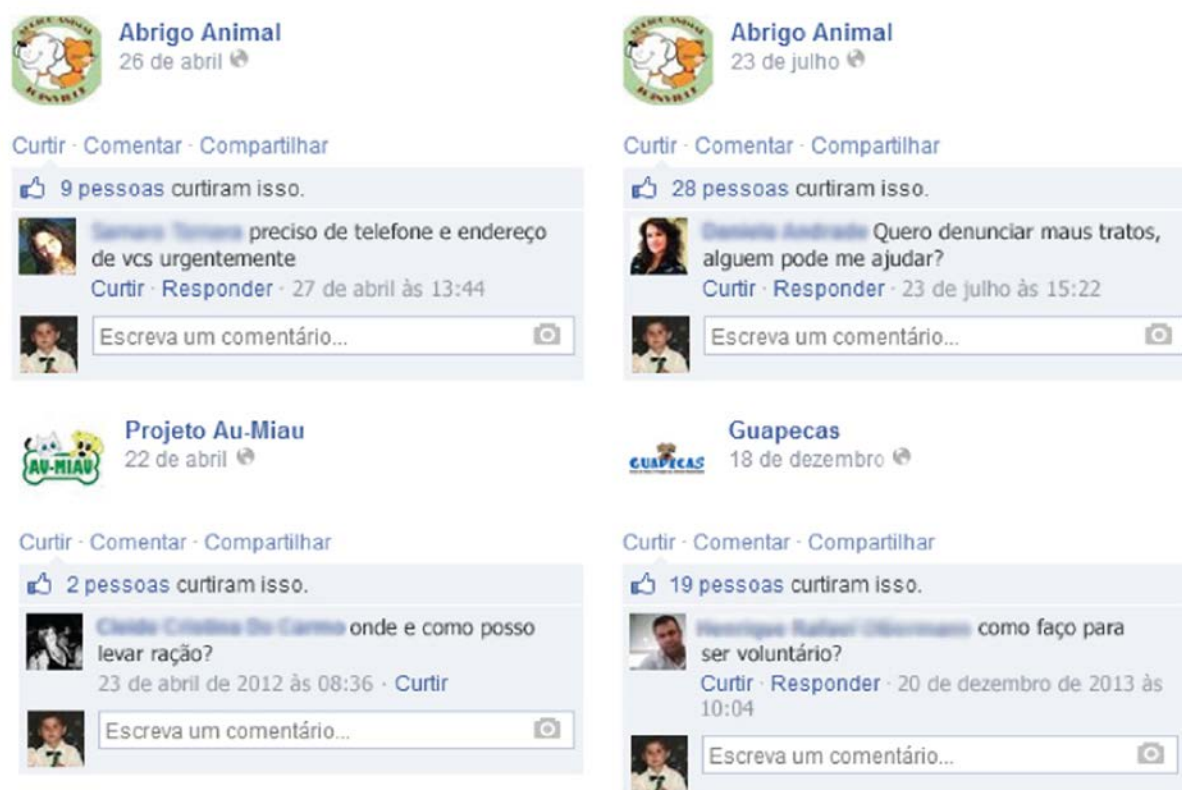 Abrigo Animal
26 de abril
Curtir · Comentar · Compartilhar
9 pessoas curtiram isso.
preciso de telefone e endereço
de vcs urgentemente
Curtir · Responder · 27 de abril às 13:44
Escreva um comentário...
Abrigo Animal
23 de julho
Curtir · Comentar · Compartilhar
28 pessoas curtiram isso.
Quero denunciar maus tratos,
alguem pode me ajudar?
Curtir · Responder · 23 de julho às 15:22
Escreva um comentário...
AU-MIAU
Projeto Au-Miau
22 de abril
Curtir · Comentar · Compartilhar
2 pessoas curtiram isso.
onde e como posso
levar ração?
23 de abril de 2012 às 08:36 · Curtir
Escreva um comentário...
GUAPECAS
Guapecas
18 de dezembro
Curtir · Comentar · Compartilhar
19 pessoas curtiram isso.
como faço para
ser voluntário?
Curtir · Responder · 20 de dezembro de 2013 às
10:04
Escreva um comentário...